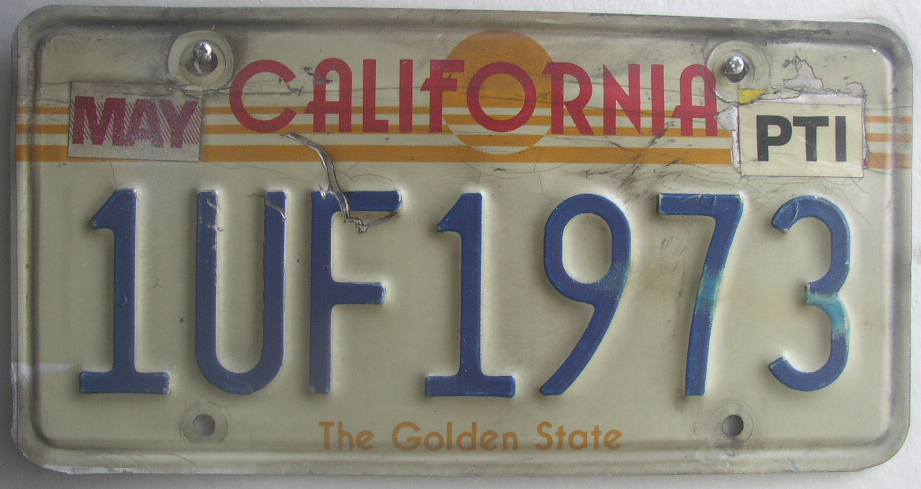 CALIFORNIA
MAY PTI
1UF1973
The Golden State